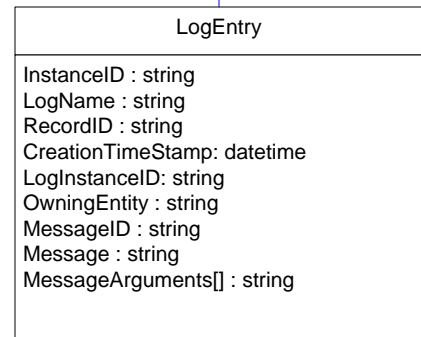 LogEntry
InstanceID : string
LogName : string
RecordID : string
CreationTimeStamp: datetime
LogInstanceID: string
OwningEntity : string
MessageID : string
Message : string
MessageArguments[] : string